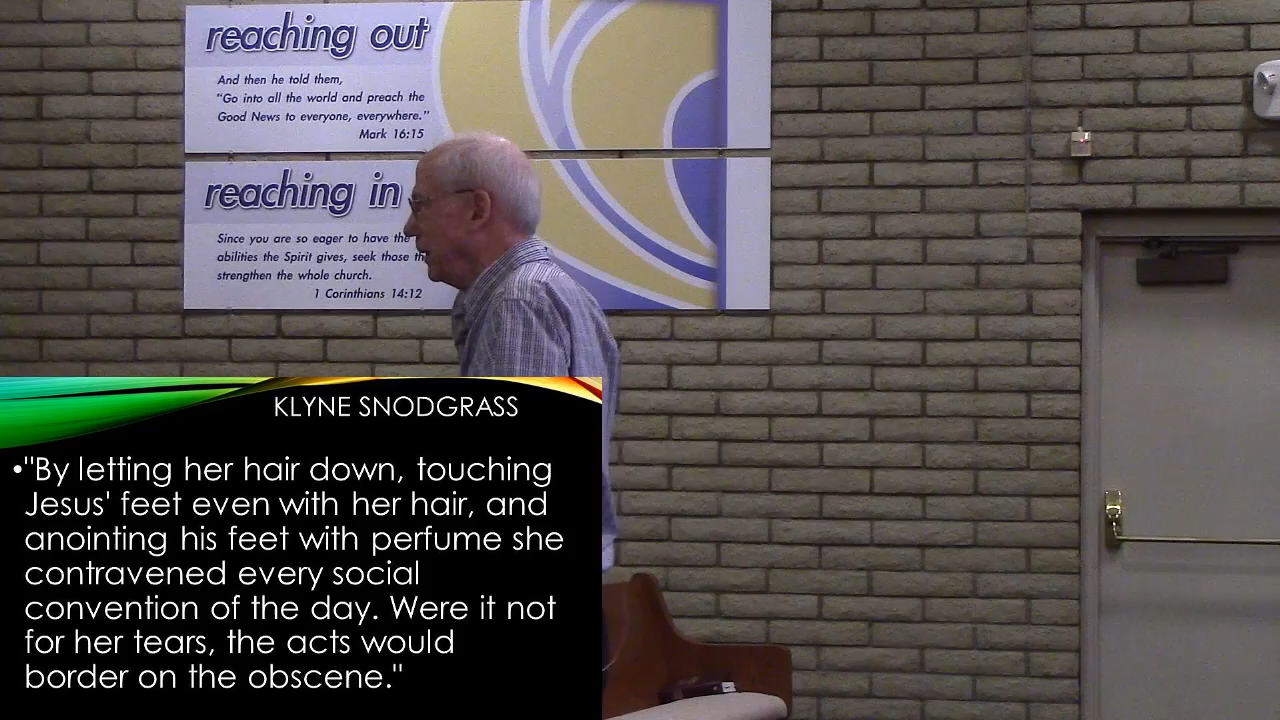 reaching out
And then he told them,
"Go into all the world and preach the
Good News to everyone, everywhere."
Mark 16:15
reaching in
Since you are so eager to have the
abilities the Spirit gives, seek those
strengthen the whole church.
1 Corinthians 14:12
KLYNE SNODGRASS
•"By letting her hair down, touching
Jesus' feet even with her hair, and
anointing his feet with perfume she
contravened every social
convention of the day. Were it not
for her tears, the acts would
border on the obscene."